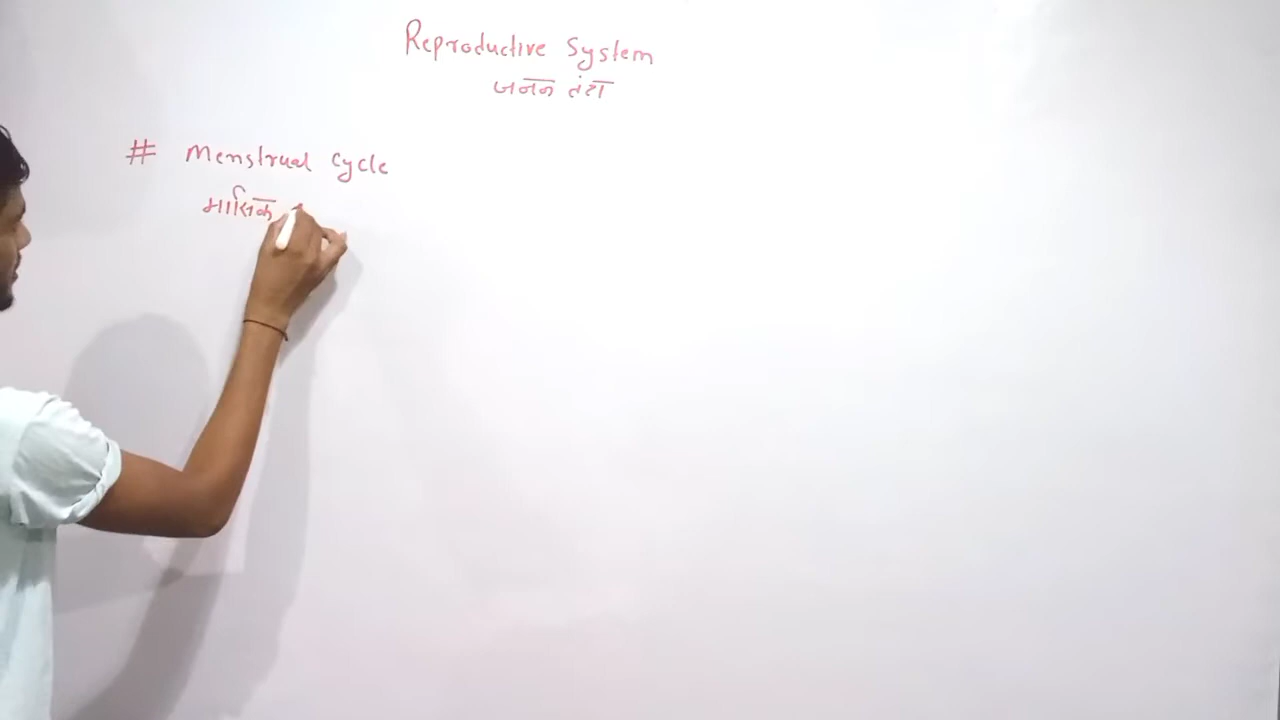 Reproductive System
जनन तंत्र
# Menstrual Cycle
मासिक